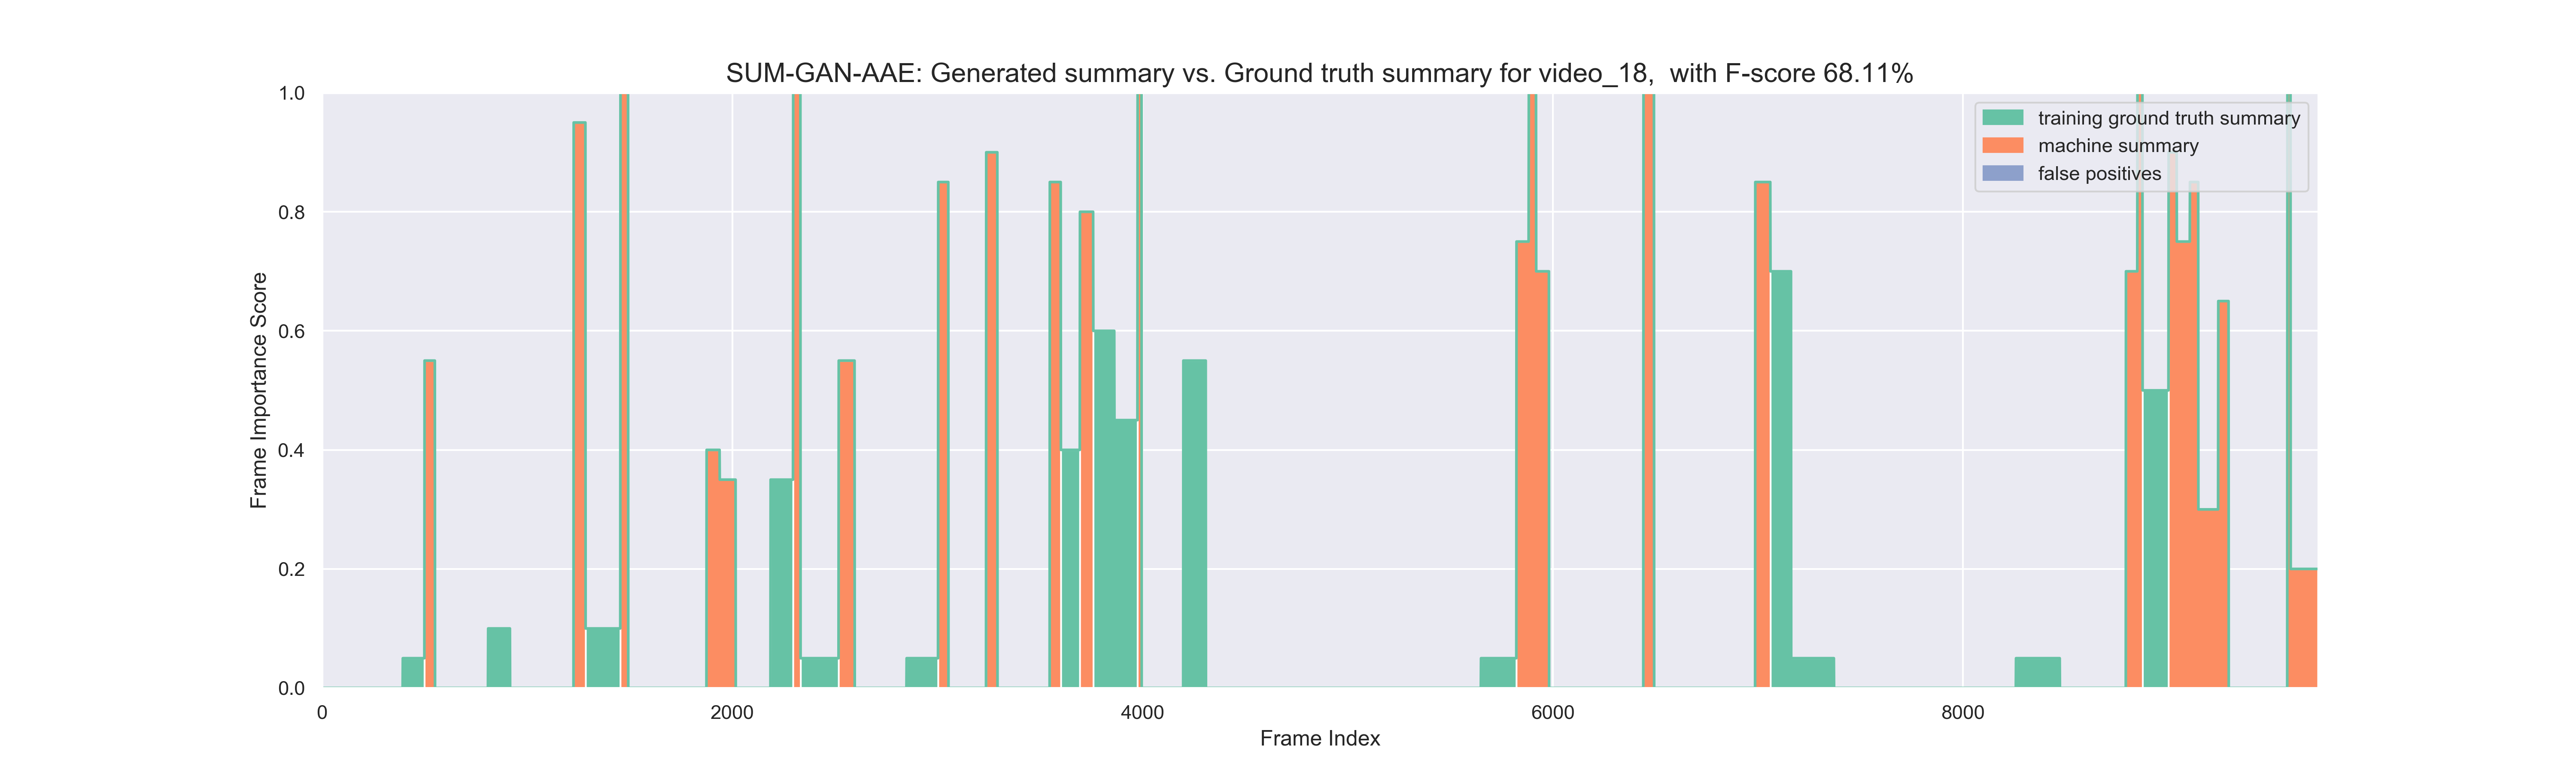 SUM-GAN-AAE: Generated summary vs. Ground truth summary for video_18,  with F-score 68.11%
1.0
0.8
0.6
0.4
0.2
0.0
Frame Importance Score
training ground truth summary
machine summary
false positives
0
2000
4000
6000
8000
Frame Index